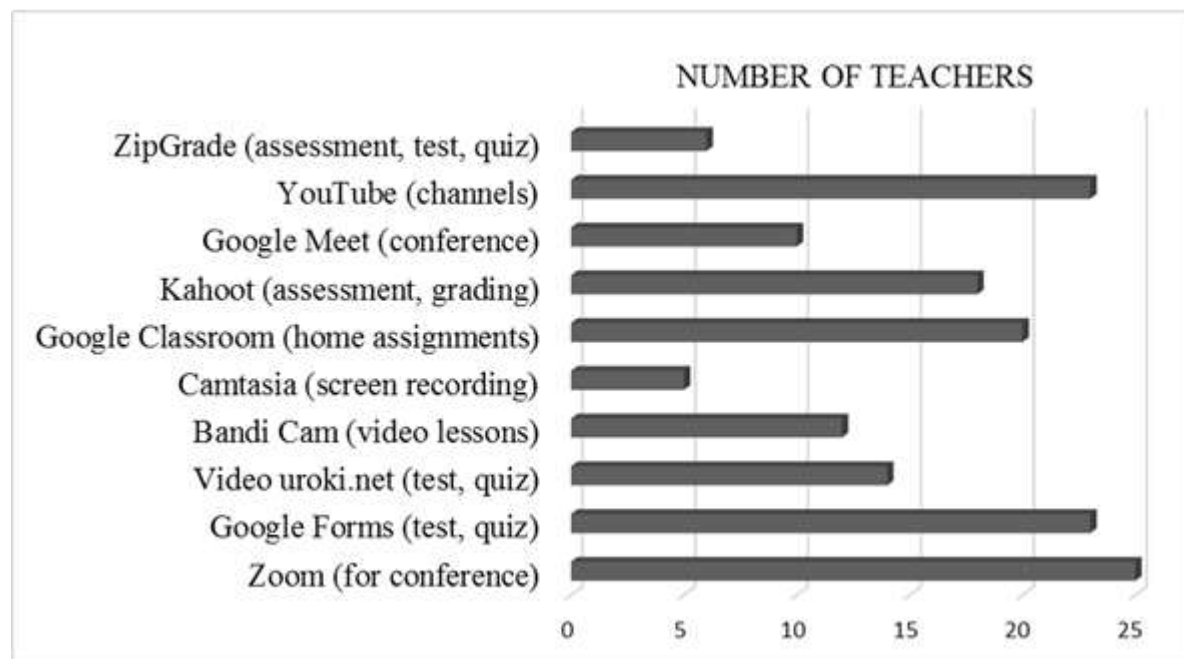 NUMBER OF TEACHERS
ZipGrade (assessment, test, quiz)
YouTube (channels)
Google Meet (conference)
Kahoot (assessment, grading)
Google Classroom (home assignments)
Camtasia (screen recording)
Bandi Cam (video lessons)
Video uroki.net (test, quiz)
Google Forms (test, quiz)
Zoom (for conference)
0 5 10 15 20 25